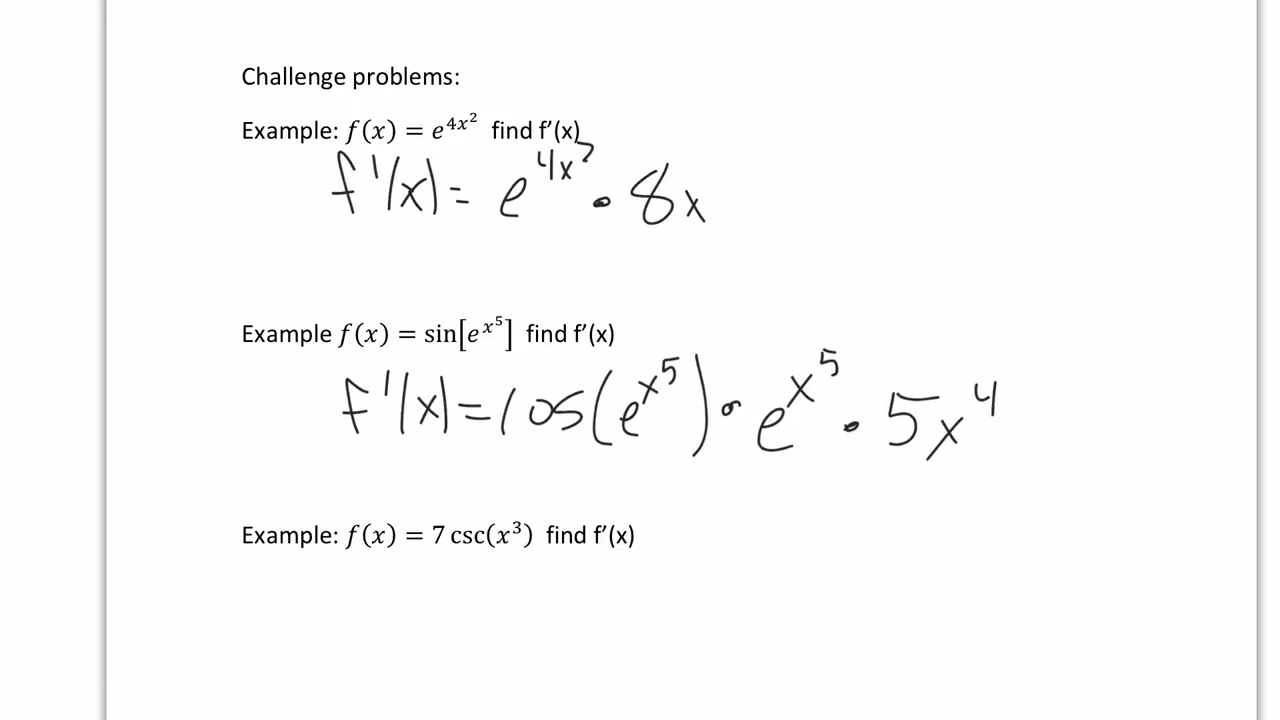 Challenge problems:
Example: f(x) = e^{4x^2} find f'(x)
f'(x) = e^{4x^2} • 8x
Example f(x) = sin[e^{x^5}] find f'(x)
f'(x) = cos(e^{x^5}) • e^{x^5} • 5x^4
Example: f(x) = 7 csc(x^3) find f'(x)